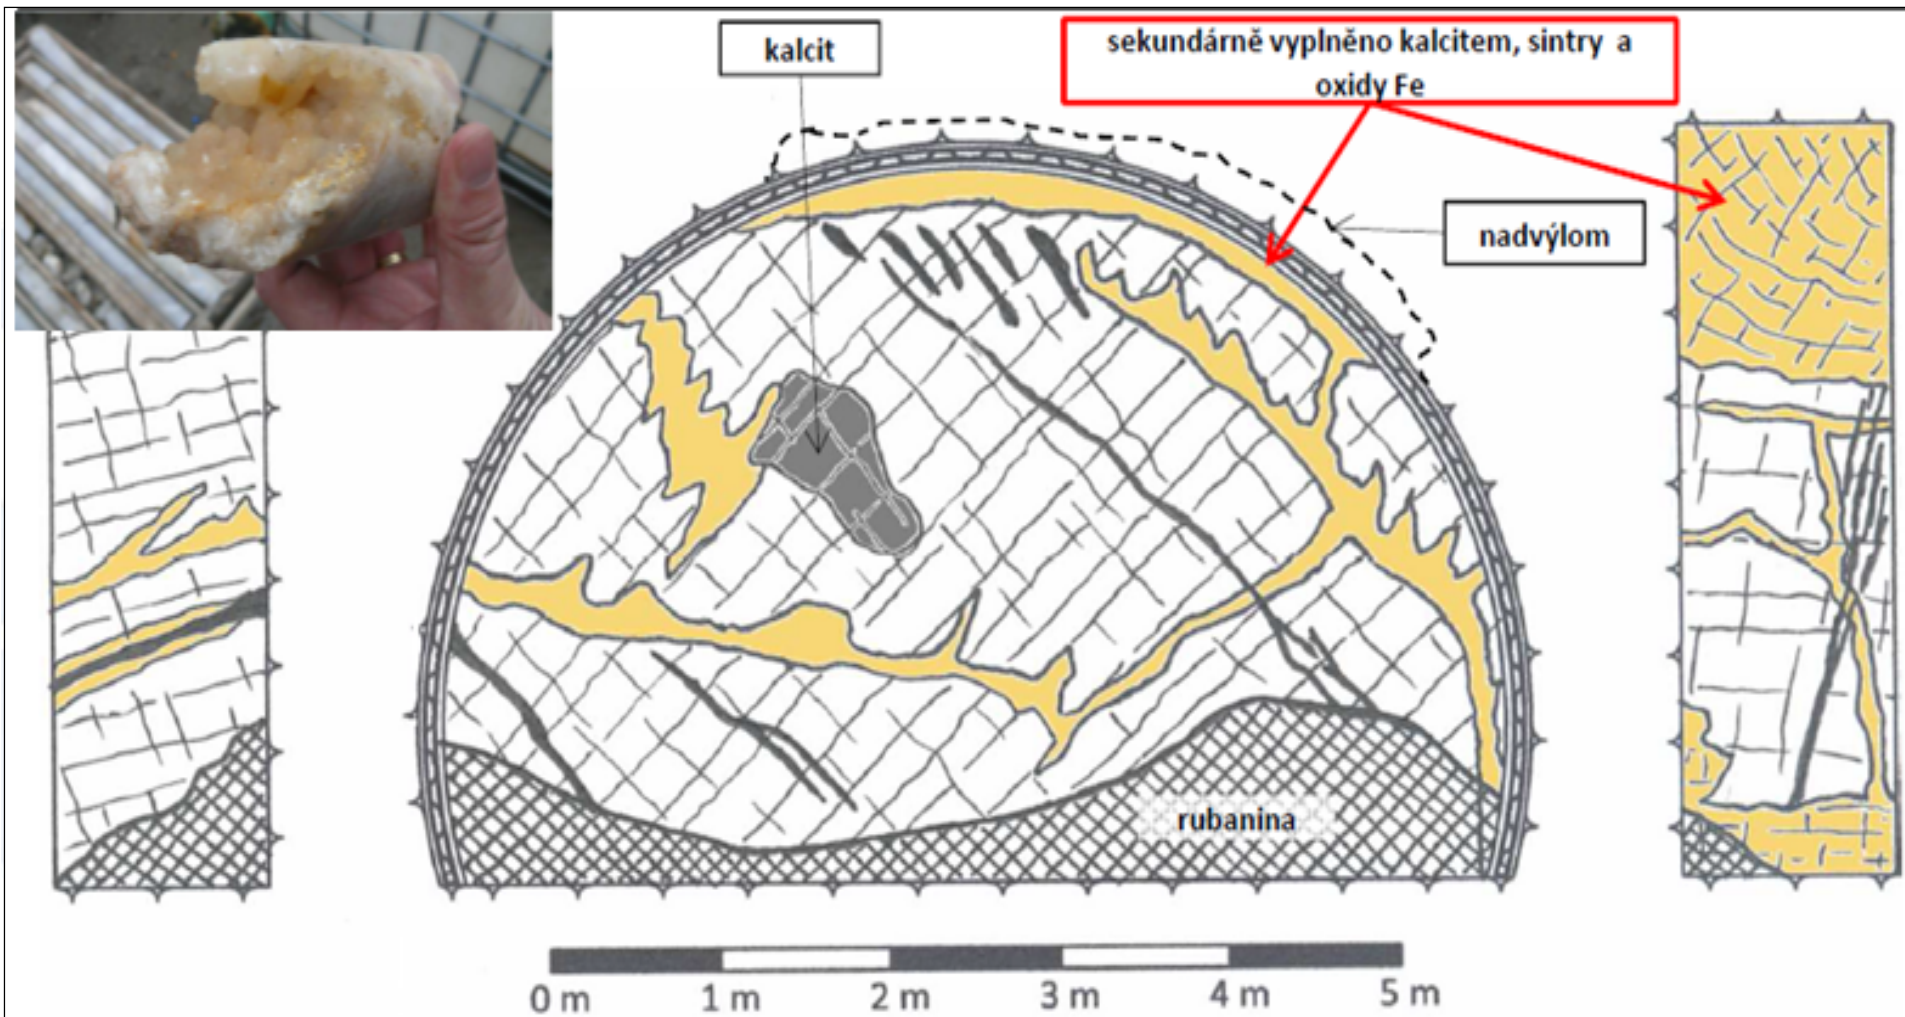 kalcit
sekundárně vyplněno kalcitem, sintry a
oxidy Fe
nadvýlom
rubanina
0 m 1 m 2 m 3 m 4 m 5 m